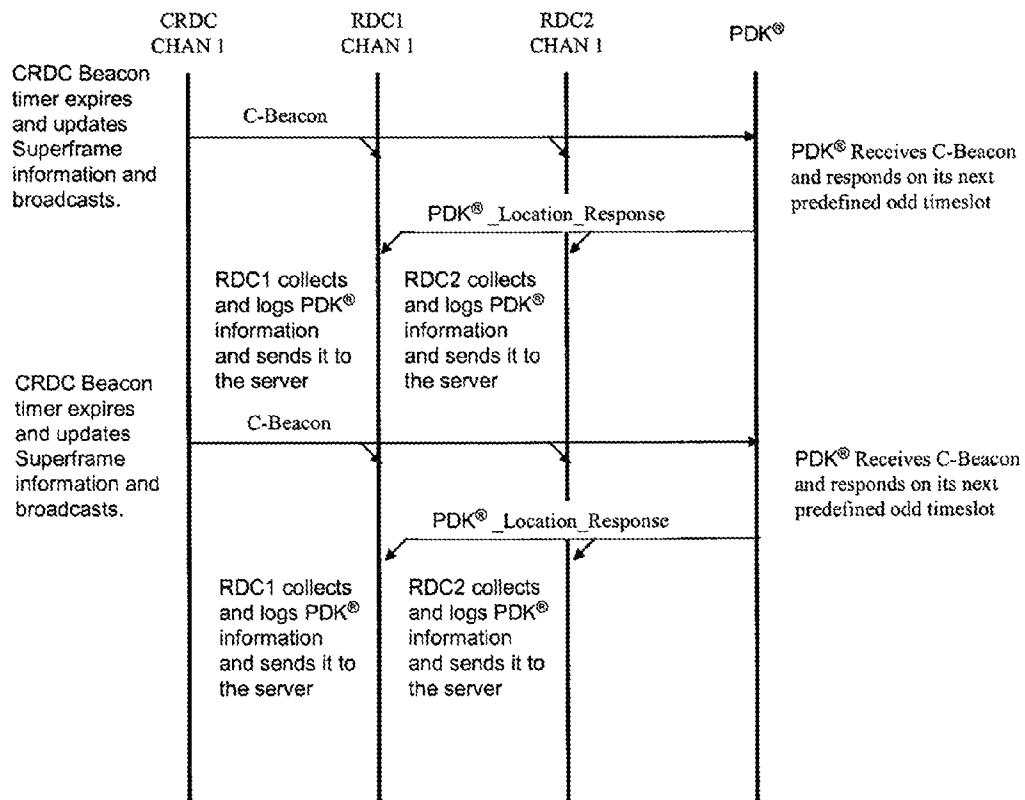 CRDC
CHAN 1
RDC1
CHAN 1
RDC2
CHAN 1
PDK®
CRDC Beacon
timer expires
and updates
Superframe
information and
broadcasts.
C-Beacon
PDK® Receives C-Beacon
and responds on its next
predefined odd timeslot
PDK® _Location_Response
RDC1 collects
and logs PDK®
information
and sends it to
the server
RDC2 collects
and logs PDK®
information
and sends it to
the server
CRDC Beacon
timer expires
and updates
Superframe
information and
broadcasts.
C-Beacon
PDK® Receives C-Beacon
and responds on its next
predefined odd timeslot
PDK® _Location_Response
RDC1 collects
and logs PDK®
information
and sends it to
the server
RDC2 collects
and logs PDK®
information
and sends it to
the server